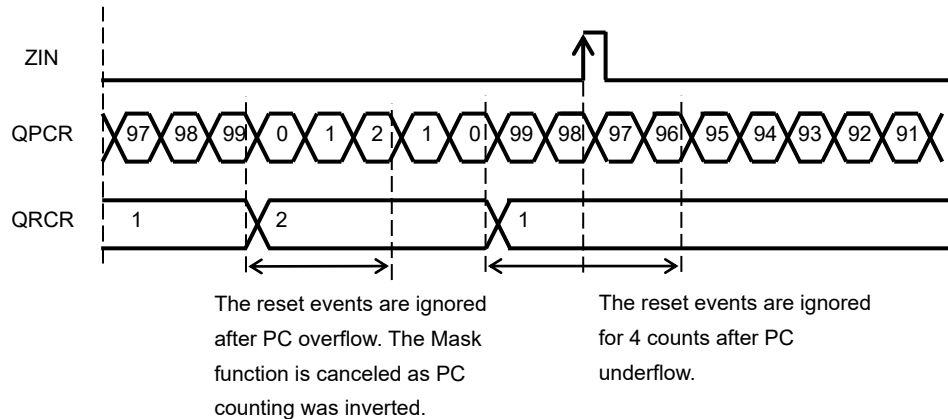 ZIN
QPCR 97 98 99 0 1 2 1 0 99 98 97 96 95 94 93 92 91
QRCR 1 2 1
The reset events are ignored
after PC overflow. The Mask
function is canceled as PC
counting was inverted.
The reset events are ignored
for 4 counts after PC
underflow.